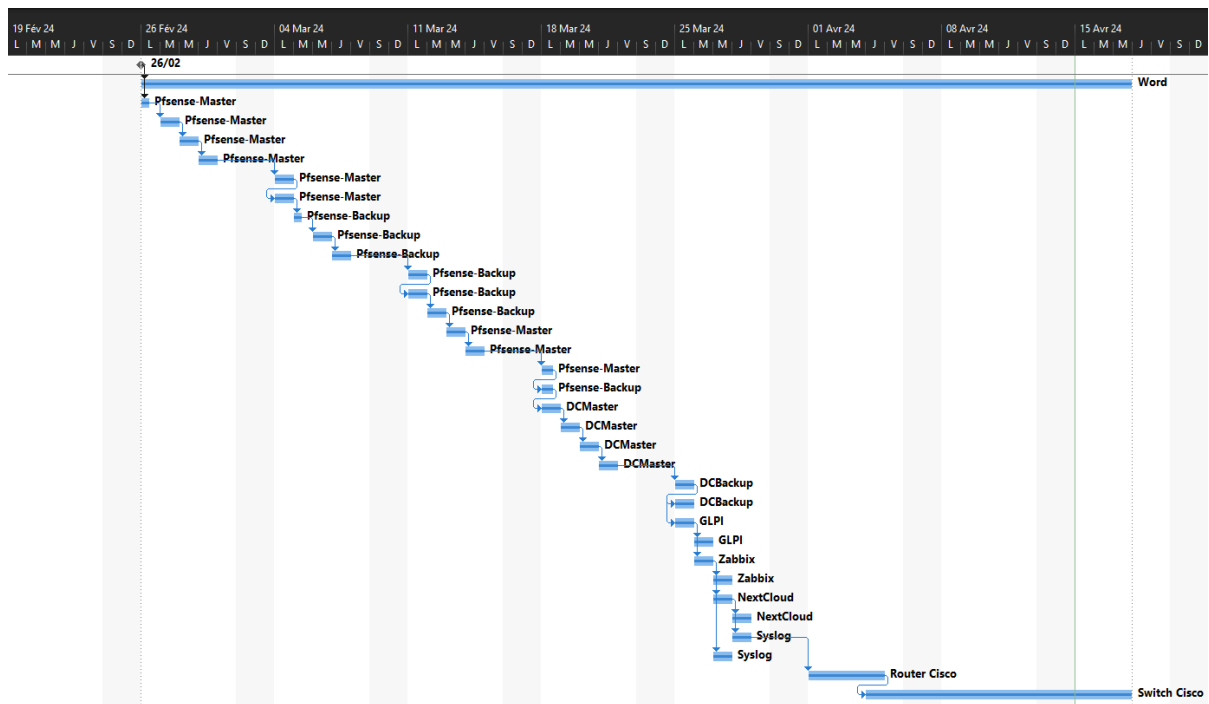 19 Fév 24 26 Fév 24 04 Mar 24 11 Mar 24 18 Mar 24 25 Mar 24 01 Avr 24 08 Avr 24 15 Avr 24
L M M J V S D L M M J V S D L M M J V S D L M M J V S D L M M J V S D L M M J V S D L M M J V S D L M M J V S D L M M J V S D
26/02
Word
Pfsense-Master
Pfsense-Master
Pfsense-Master
Pfsense-Master
Pfsense-Master
Pfsense-Master
Pfsense-Backup
Pfsense-Backup
Pfsense-Backup
Pfsense-Backup
Pfsense-Backup
Pfsense-Backup
Pfsense-Master
Pfsense-Master
Pfsense-Master
Pfsense-Backup
DCMaster
DCMaster
DCMaster
DCMaster
DCBackup
DCBackup
GLPI
GLPI
Zabbix
Zabbix
NextCloud
NextCloud
Syslog
Syslog
Router Cisco
Switch Cisco